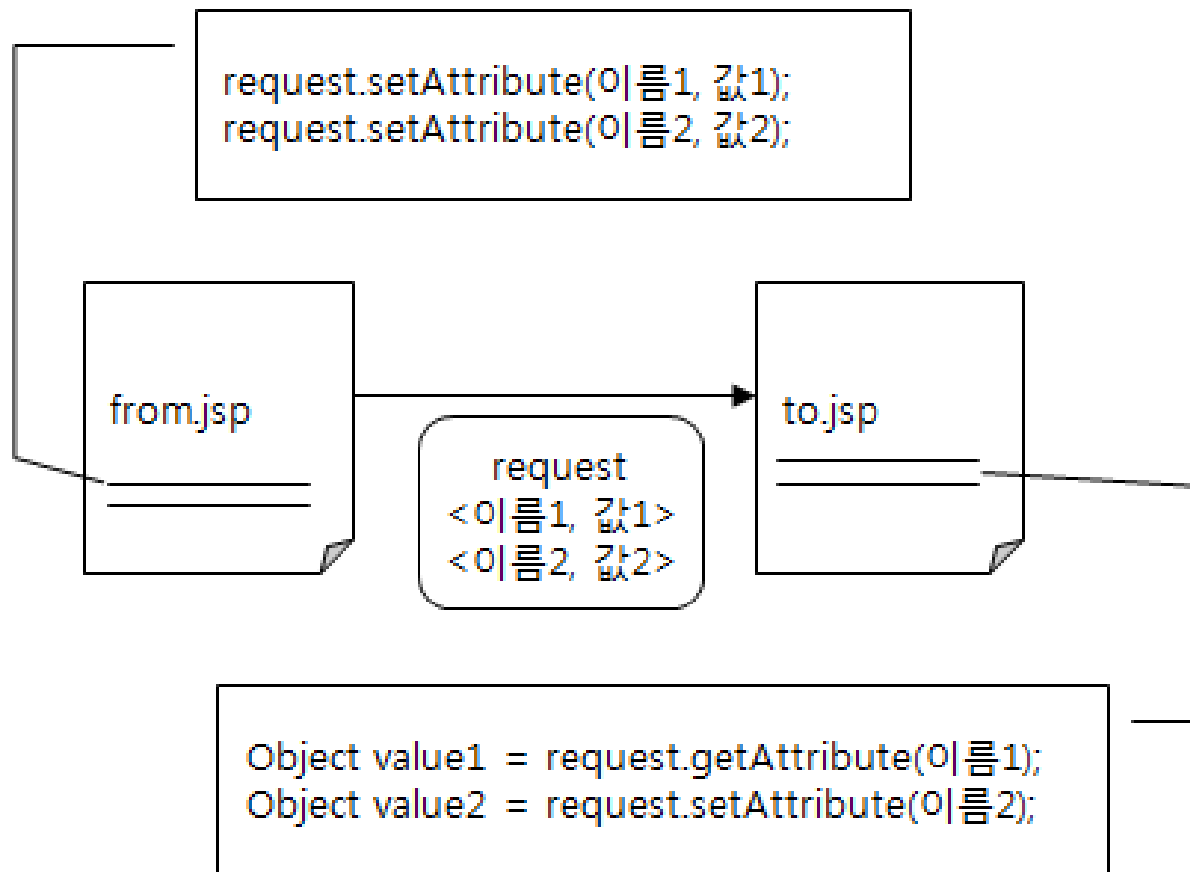 request.setAttribute(이름1, 값1);
request.setAttribute(이름2, 값2);
from.jsp
to.jsp
request
<이름1, 값1>
<이름2, 값2>
Object value1 = request.getAttribute(이름1);
Object value2 = request.setAttribute(이름2);